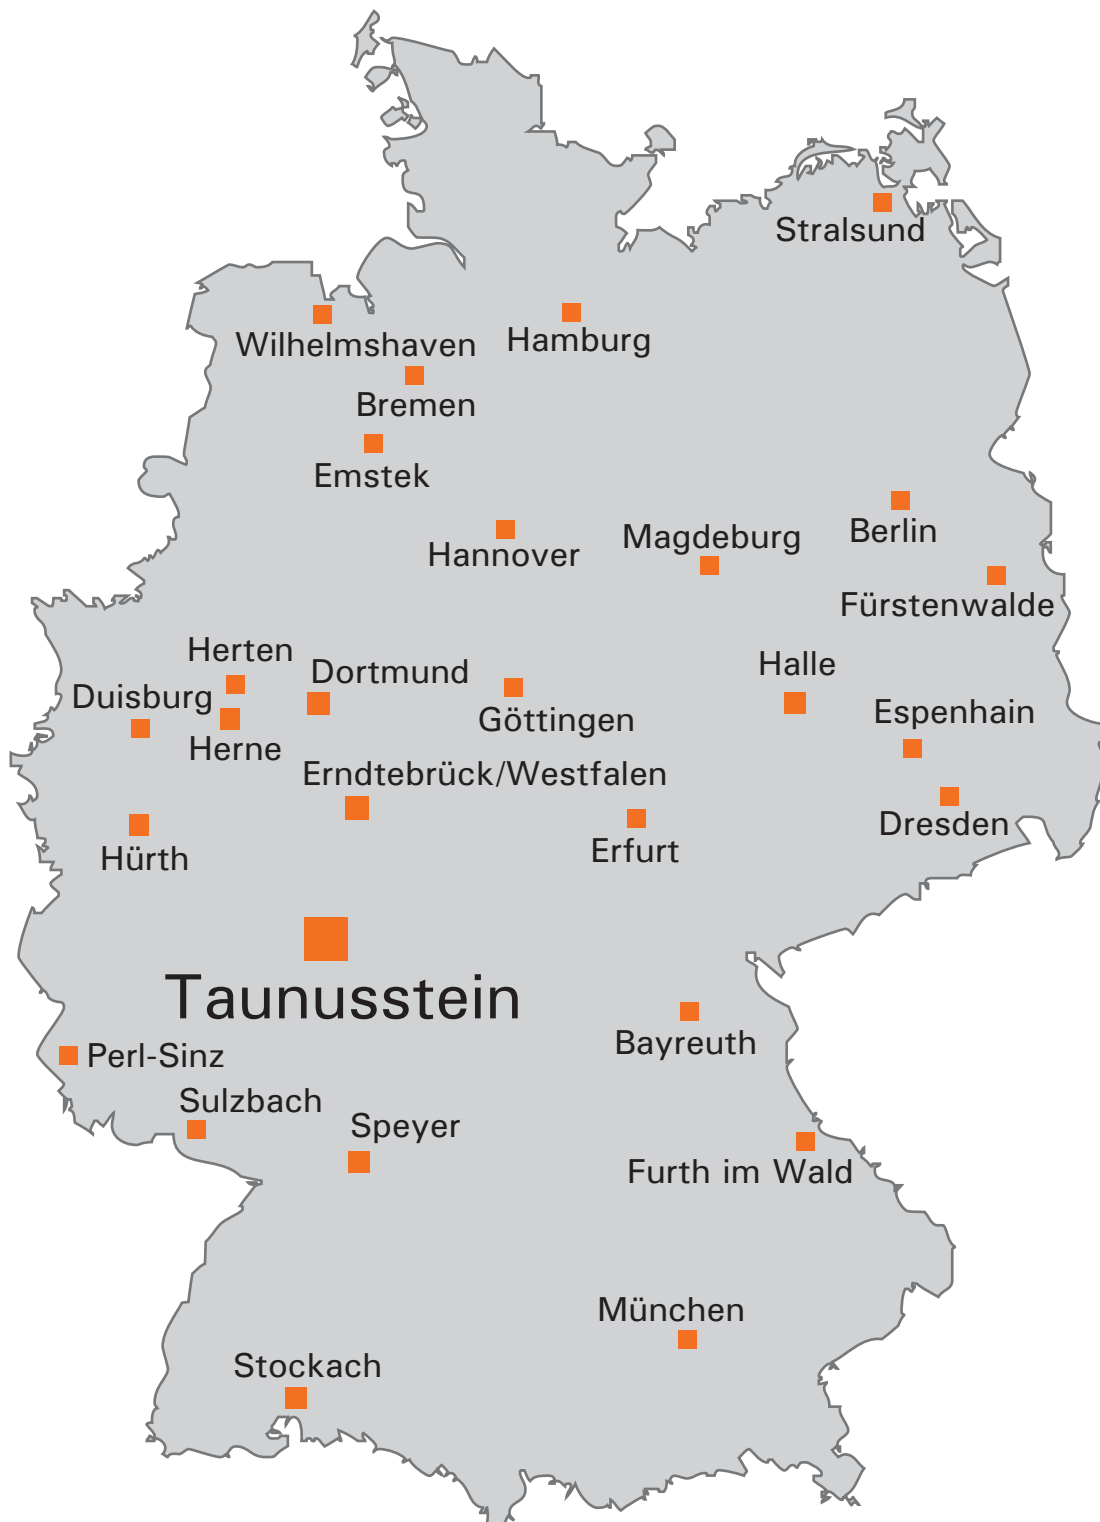 Stralsund
Wilhelmshaven
Hamburg
Bremen
Emstek
Berlin
Magdeburg
Hannover
Fürstenwalde
Herten
Halle
Dortmund
Duisburg
Espenhain
Göttingen
Herne
Erndtebrück/Westfalen
Dresden
Erfurt
Hürth
Taunusstein
Bayreuth
Perl-Sinz
Sulzbach
Speyer
Furth im Wald
München
Stockach